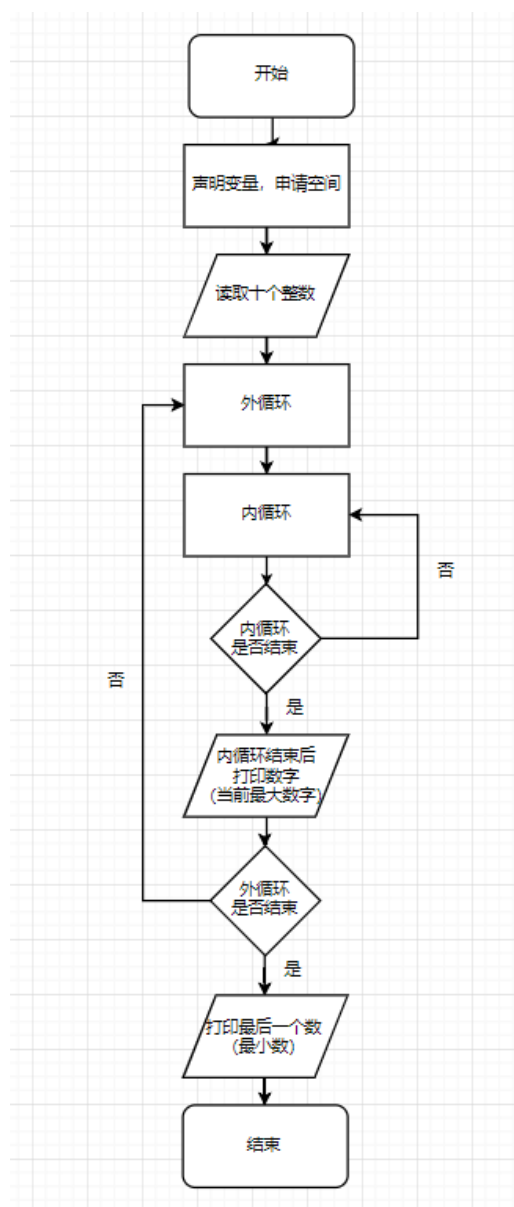 开始
声明变量，申请空间
读取十个整数
外循环
内循环
否
内循环
是否结束
否
是
内循环结束后
打印数字
(当前最大数字)
外循环
是否结束
是
打印最后一个数
(最小数)
结束